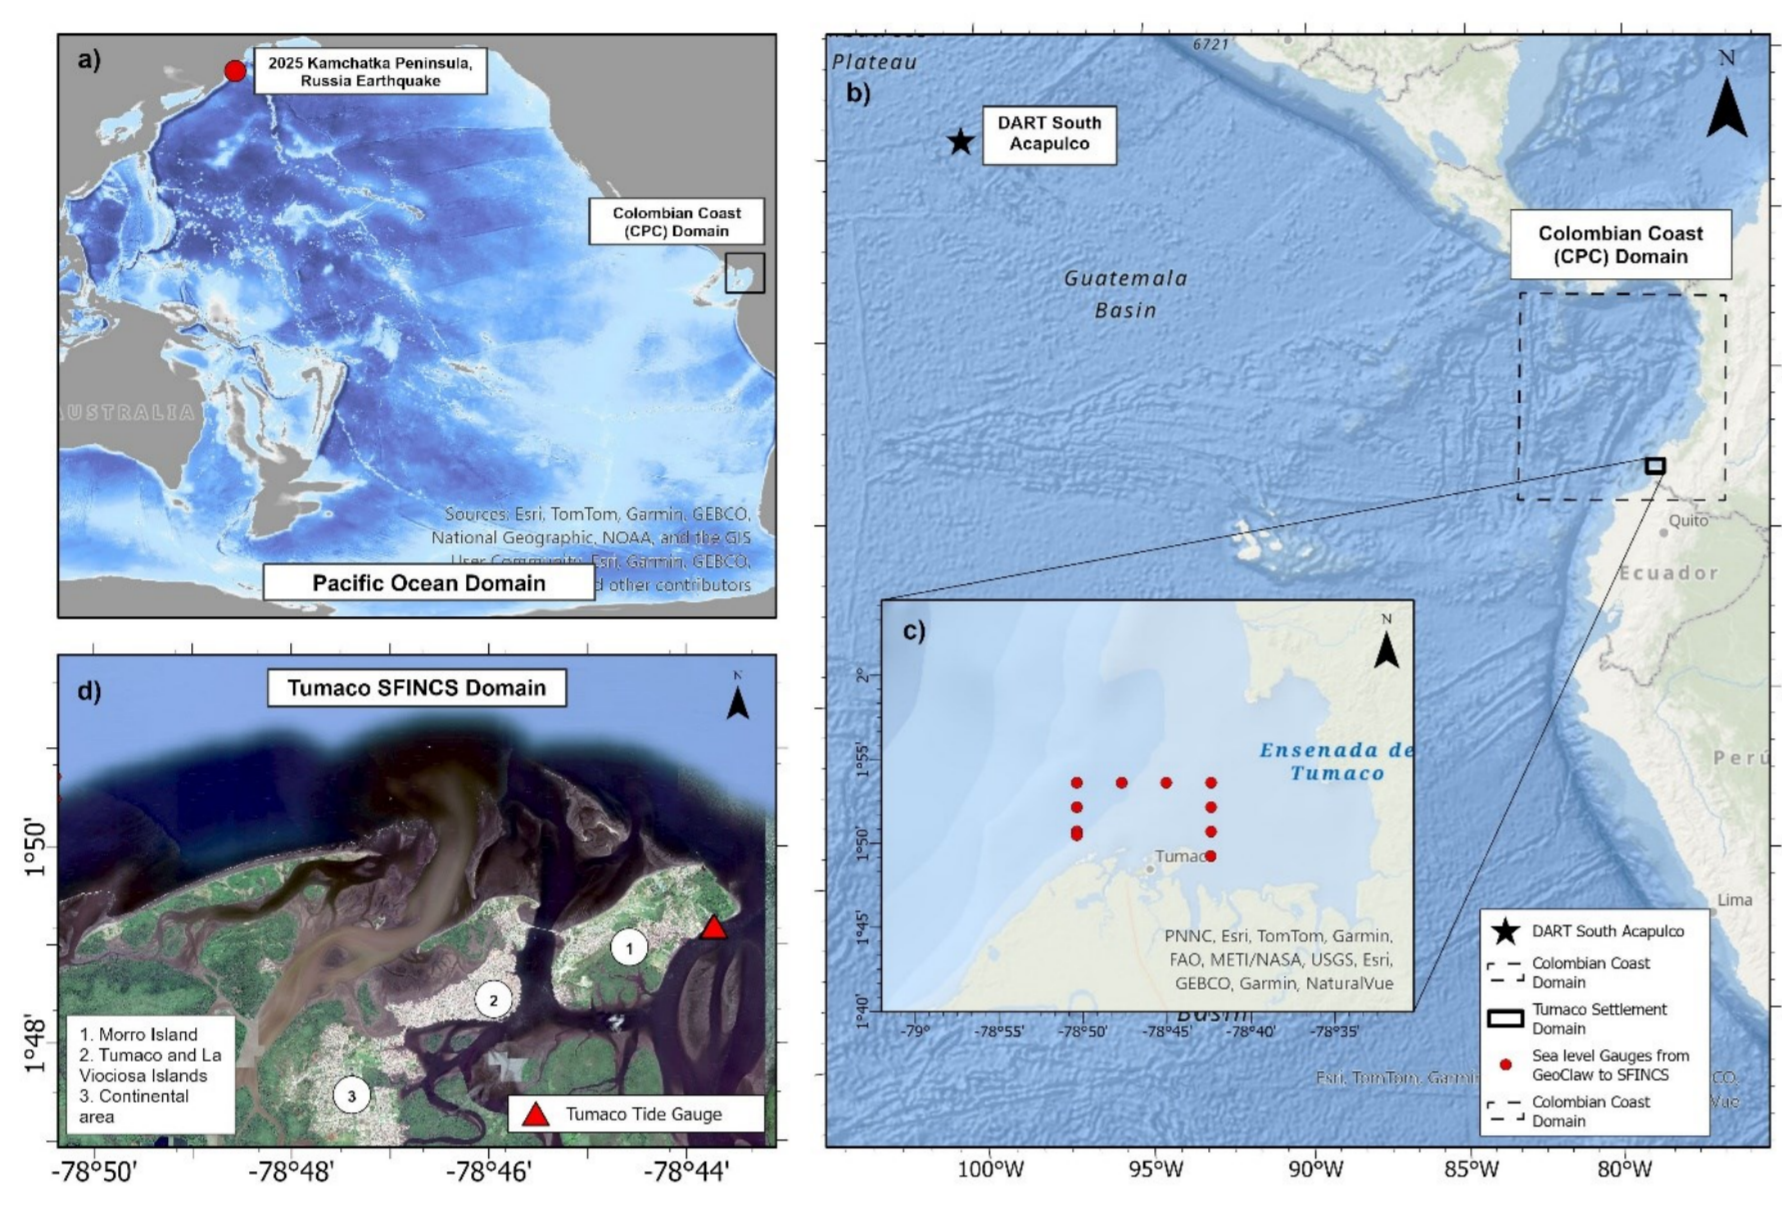 a)
2025 Kamchatka Peninsula,
Russia Earthquake
Colombian Coast
(CPC) Domain
AUSTRALIA
Sources: Esri, TomTom, Garmin, GEBCO,
National Geographic, NOAA, and the GIS
User Community, Esri, Garmin, GEBCO,
other contributors
Pacific Ocean Domain
b)
Plateau
6721
N
DART South
Acapulco
Colombian Coast
(CPC) Domain
Guatemala
Basin
Quito
Ecuador
Perú
Lima
Basin
Esri, TomTom,
100°W
95°W
90°W
85°W
80°W
DART South Acapulco
Colombian Coast
Domain
Tumaco Settlement
Domain
Sea level Gauges from
GeoClaw to SFINCS
Colombian Coast
Domain
c)
N
Ensenada de
Tumaco
Tumac
PNNC, Esri, TomTom, Garmin,
FAO, METI/NASA, USGS, Esri,
GEBCO, Garmin, NaturalVue
2°
1°55'
1°50'
1°45'
1°40'
-79°
-78°55'
-78°50'
-78°45'
-78°40'
-78°35'
d)
Tumaco SFINCS Domain
N
1
2
3
1. Morro Island
2. Tumaco and La
Viociosa Islands
3. Continental
area
Tumaco Tide Gauge
1°50'
1°48'
-78°50'
-78°48'
-78°46'
-78°44'